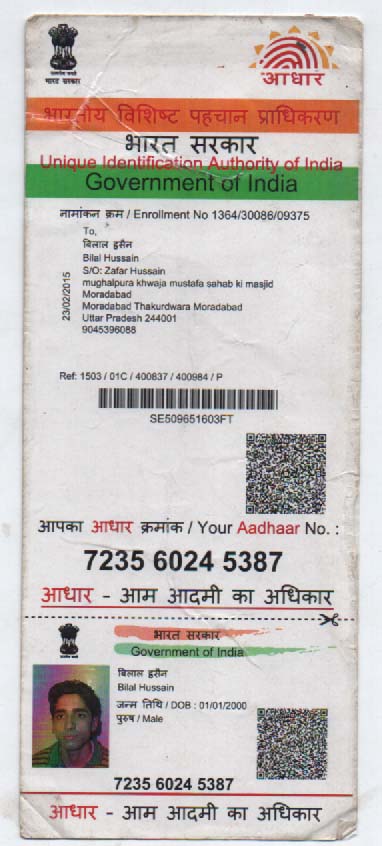 भारत सरकार
आधार
भारतीय विशिष्ट पहचान प्राधिकरण
भारत सरकार
Unique Identification Authority of India
Government of India
नामांकन क्रम / Enrollment No 1364/30086/09375
To,
बिलाल हुसैन
Bilal Hussain
S/O: Zafar Hussain
mughalpura khwaja mustafa sahab ki masjid
Moradabad
Moradabad Thakurdwara Moradabad
Uttar Pradesh 244001
9045396088
23/02/2015
Ref: 1503 / 01C / 400837 / 400984 / P
SE509651603FT
आपका आधार क्रमांक / Your Aadhaar No. :
7235 6024 5387
आधार - आम आदमी का अधिकार
भारत सरकार
Government of India
बिलाल हुसैन
Bilal Hussain
जन्म तिथि / DOB : 01/01/2000
पुरुष / Male
7235 6024 5387
आधार - आम आदमी का अधिकार